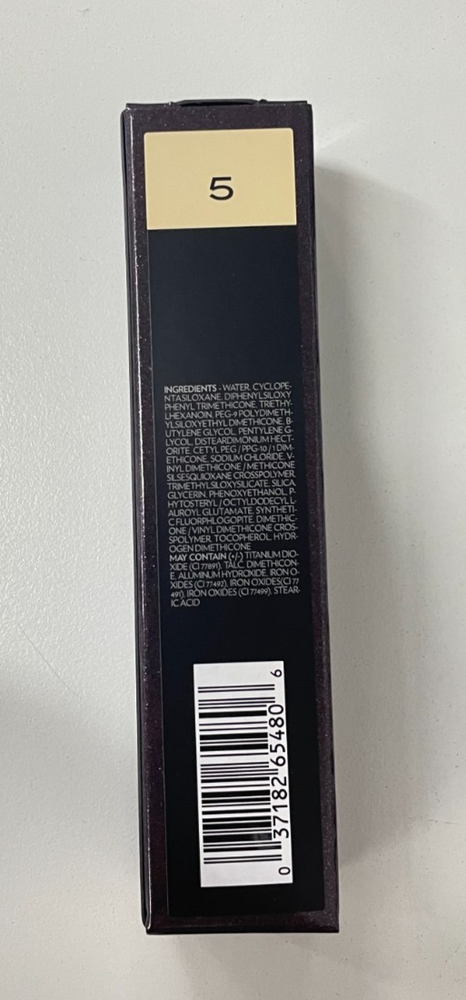 5
INGREDIENTS - WATER, CYCLOPE-
NTASILOXANE, DIPHENYLSILOXY
PHENYL TRIMETHICONE, TRIETHY-
LHEXANOIN, PEG-9 POLYDIMETH-
YLSILOXYETHYL DIMETHICONE, B-
UTYLENE GLYCOL, PENTYLENE G-
LYCOL, DISTEARDIMONIUM HECT-
ORITE, CETYL PEG / PPG-10 / 1 DIM-
ETHICONE, SODIUM CHLORIDE, V-
INYL DIMETHICONE / METHICONE
SILSESQUIOXANE CROSSPOLYMER,
TRIMETHYLSILOXYSILICATE, SILICA,
GLYCERIN, PHENOXYETHANOL, P-
HYTOSTERYL / OCTYLDODECYL L-
AUROYL GLUTAMATE, SYNTHETI-
C FLUORPHLOGOPITE, DIMETHIC-
ONE / VINYL DIMETHICONE CROS-
SPOLYMER, TOCOPHEROL, HYDR-
OGEN DIMETHICONE
MAY CONTAIN (+/-) TITANIUM DIO-
XIDE (CI 77891), TALC, DIMETHICON-
E, ALUMINUM HYDROXIDE, IRON O-
XIDES (CI 77492), IRON OXIDES (CI 77
491), IRON OXIDES (CI 77499), STEAR-
IC ACID
0 37182 65480 6